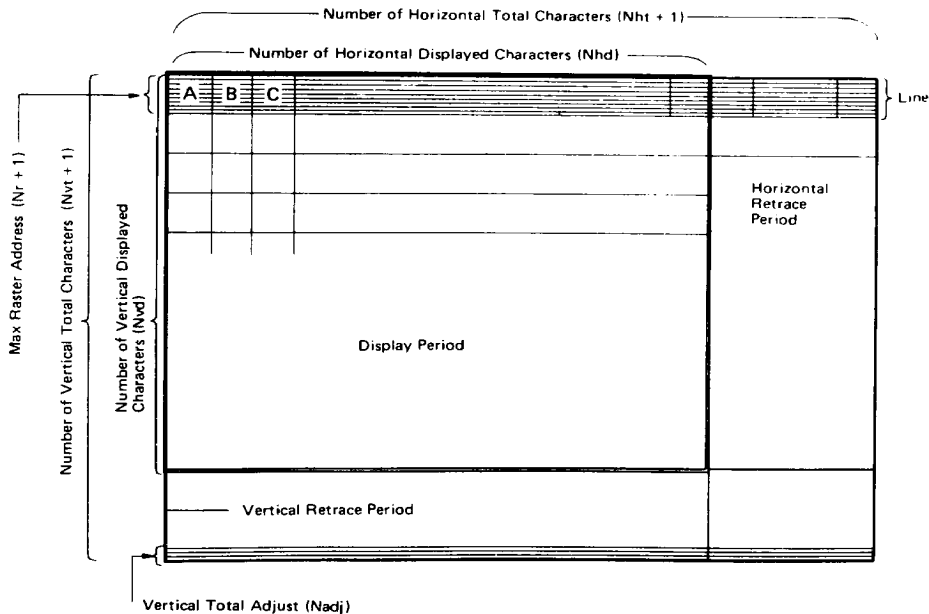 Number of Horizontal Total Characters (Nht + 1)
Number of Horizontal Displayed Characters (Nhd)
A B C
Line
Max Raster Address (Nr + 1)
Number of Vertical Total Characters (Nvt + 1)
Number of Vertical Displayed
Characters (Nvd)
Horizontal
Retrace
Period
Display Period
Vertical Retrace Period
Vertical Total Adjust (Nadj)